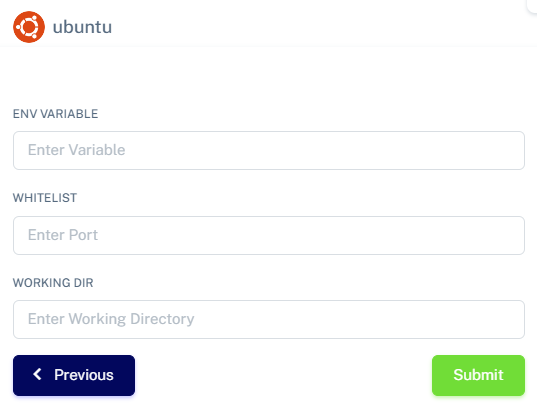 ubuntu
ENV VARIABLE
Enter Variable
WHITELIST
Enter Port
WORKING DIR
Enter Working Directory
Previous
Submit